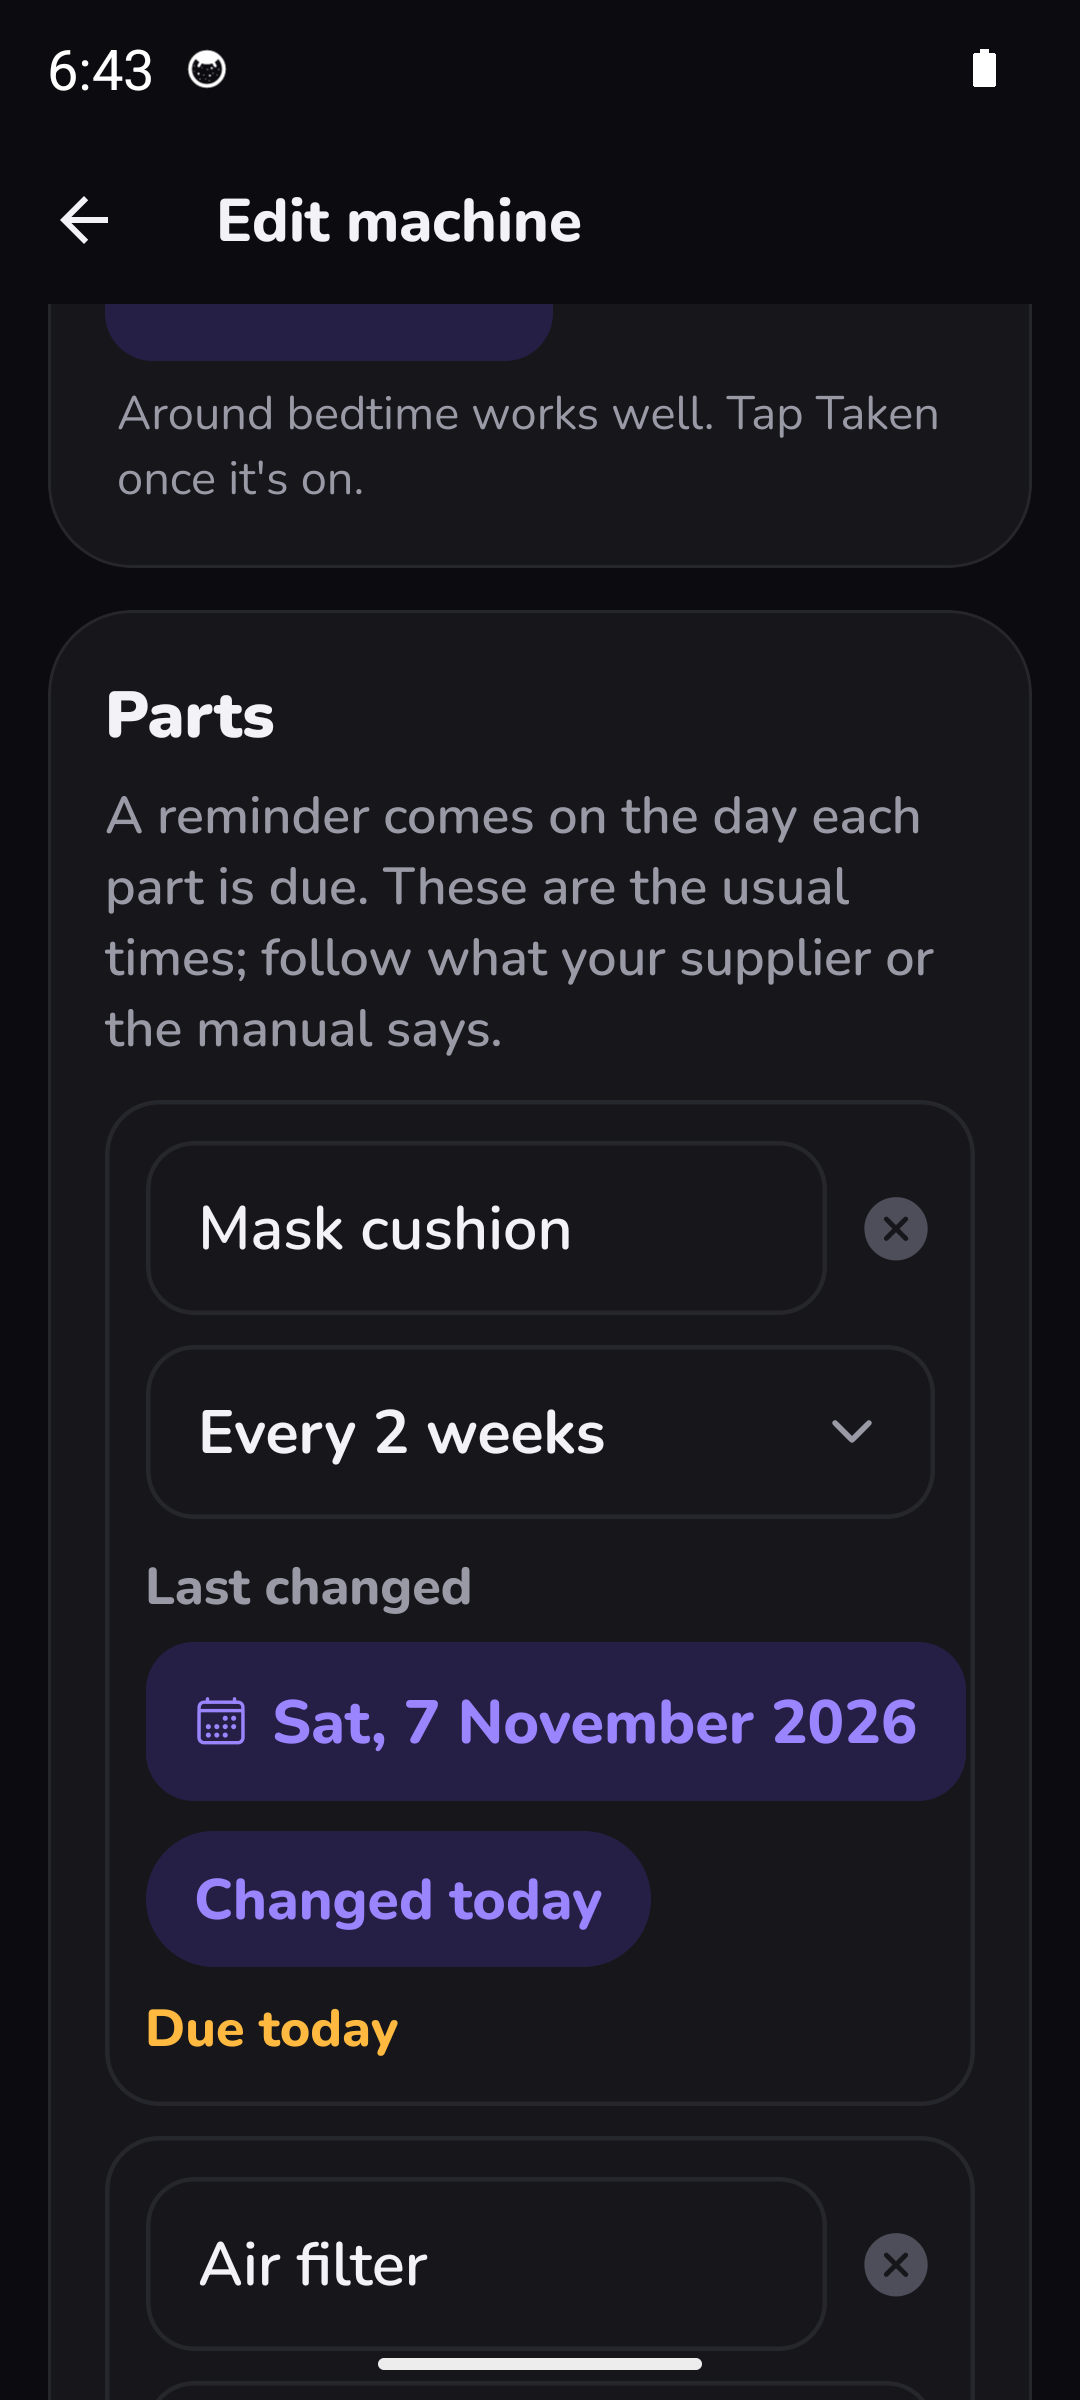 6:43
Edit machine
Around bedtime works well. Tap Taken
once it's on.
Parts
A reminder comes on the day each
part is due. These are the usual
times; follow what your supplier or
the manual says.
Mask cushion
Every 2 weeks
Last changed
Sat, 7 November 2026
Changed today
Due today
Air filter